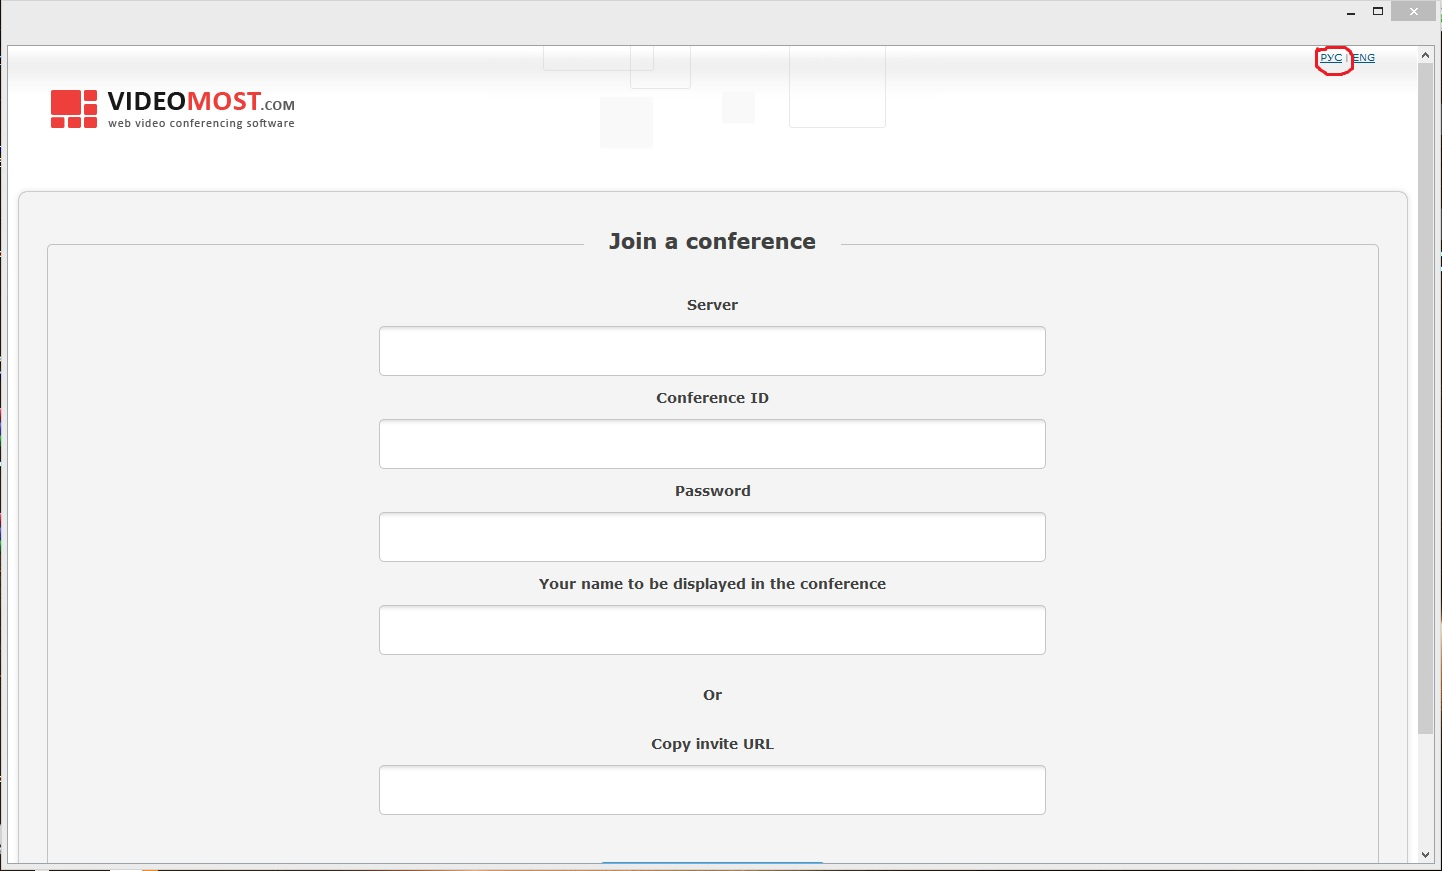 РУС | ENG
VIDEOMOST.COM
web video conferencing software
Join a conference
Server
Conference ID
Password
Your name to be displayed in the conference
Or
Copy invite URL